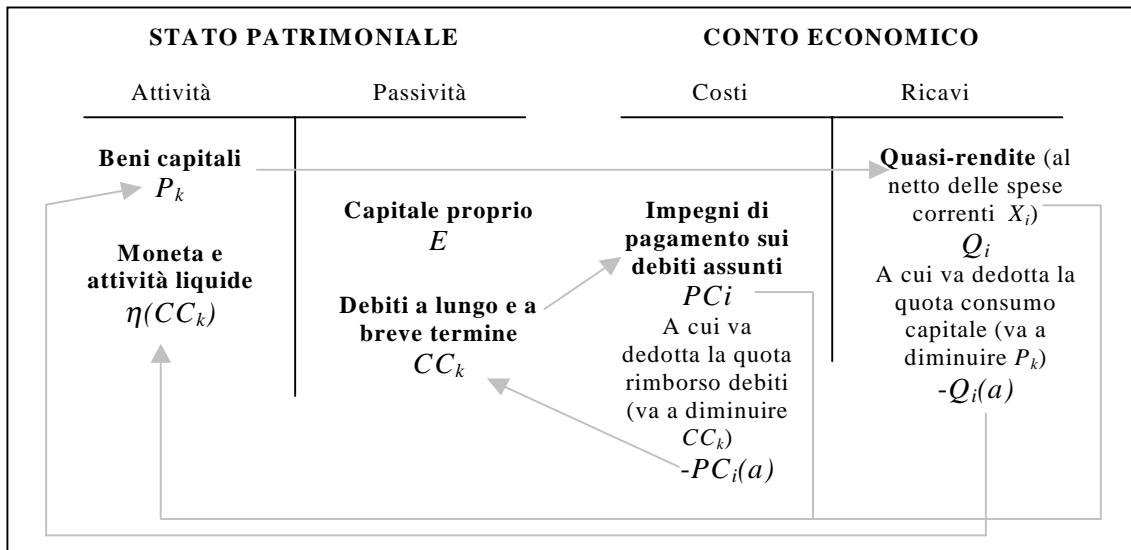 STATO PATRIMONIALE
Attività
Passività
Beni capitali
P_k
Moneta e
attività liquide
η(CC_k)
Capitale proprio
E
Debiti a lungo e a
breve termine
CC_k
CONTO ECONOMICO
Costi
Ricavi
Impegni di
pagamento sui
debiti assunti
PCi
A cui va
dedotta la quota
rimborso debiti
(va a diminuire
CC_k)
-PC_i(a)
Quasi-rendite (al
netto delle spese
correnti X_i)
Q_i
A cui va dedotta la
quota consumo
capitale (va a
diminuire P_k)
-Q_i(a)